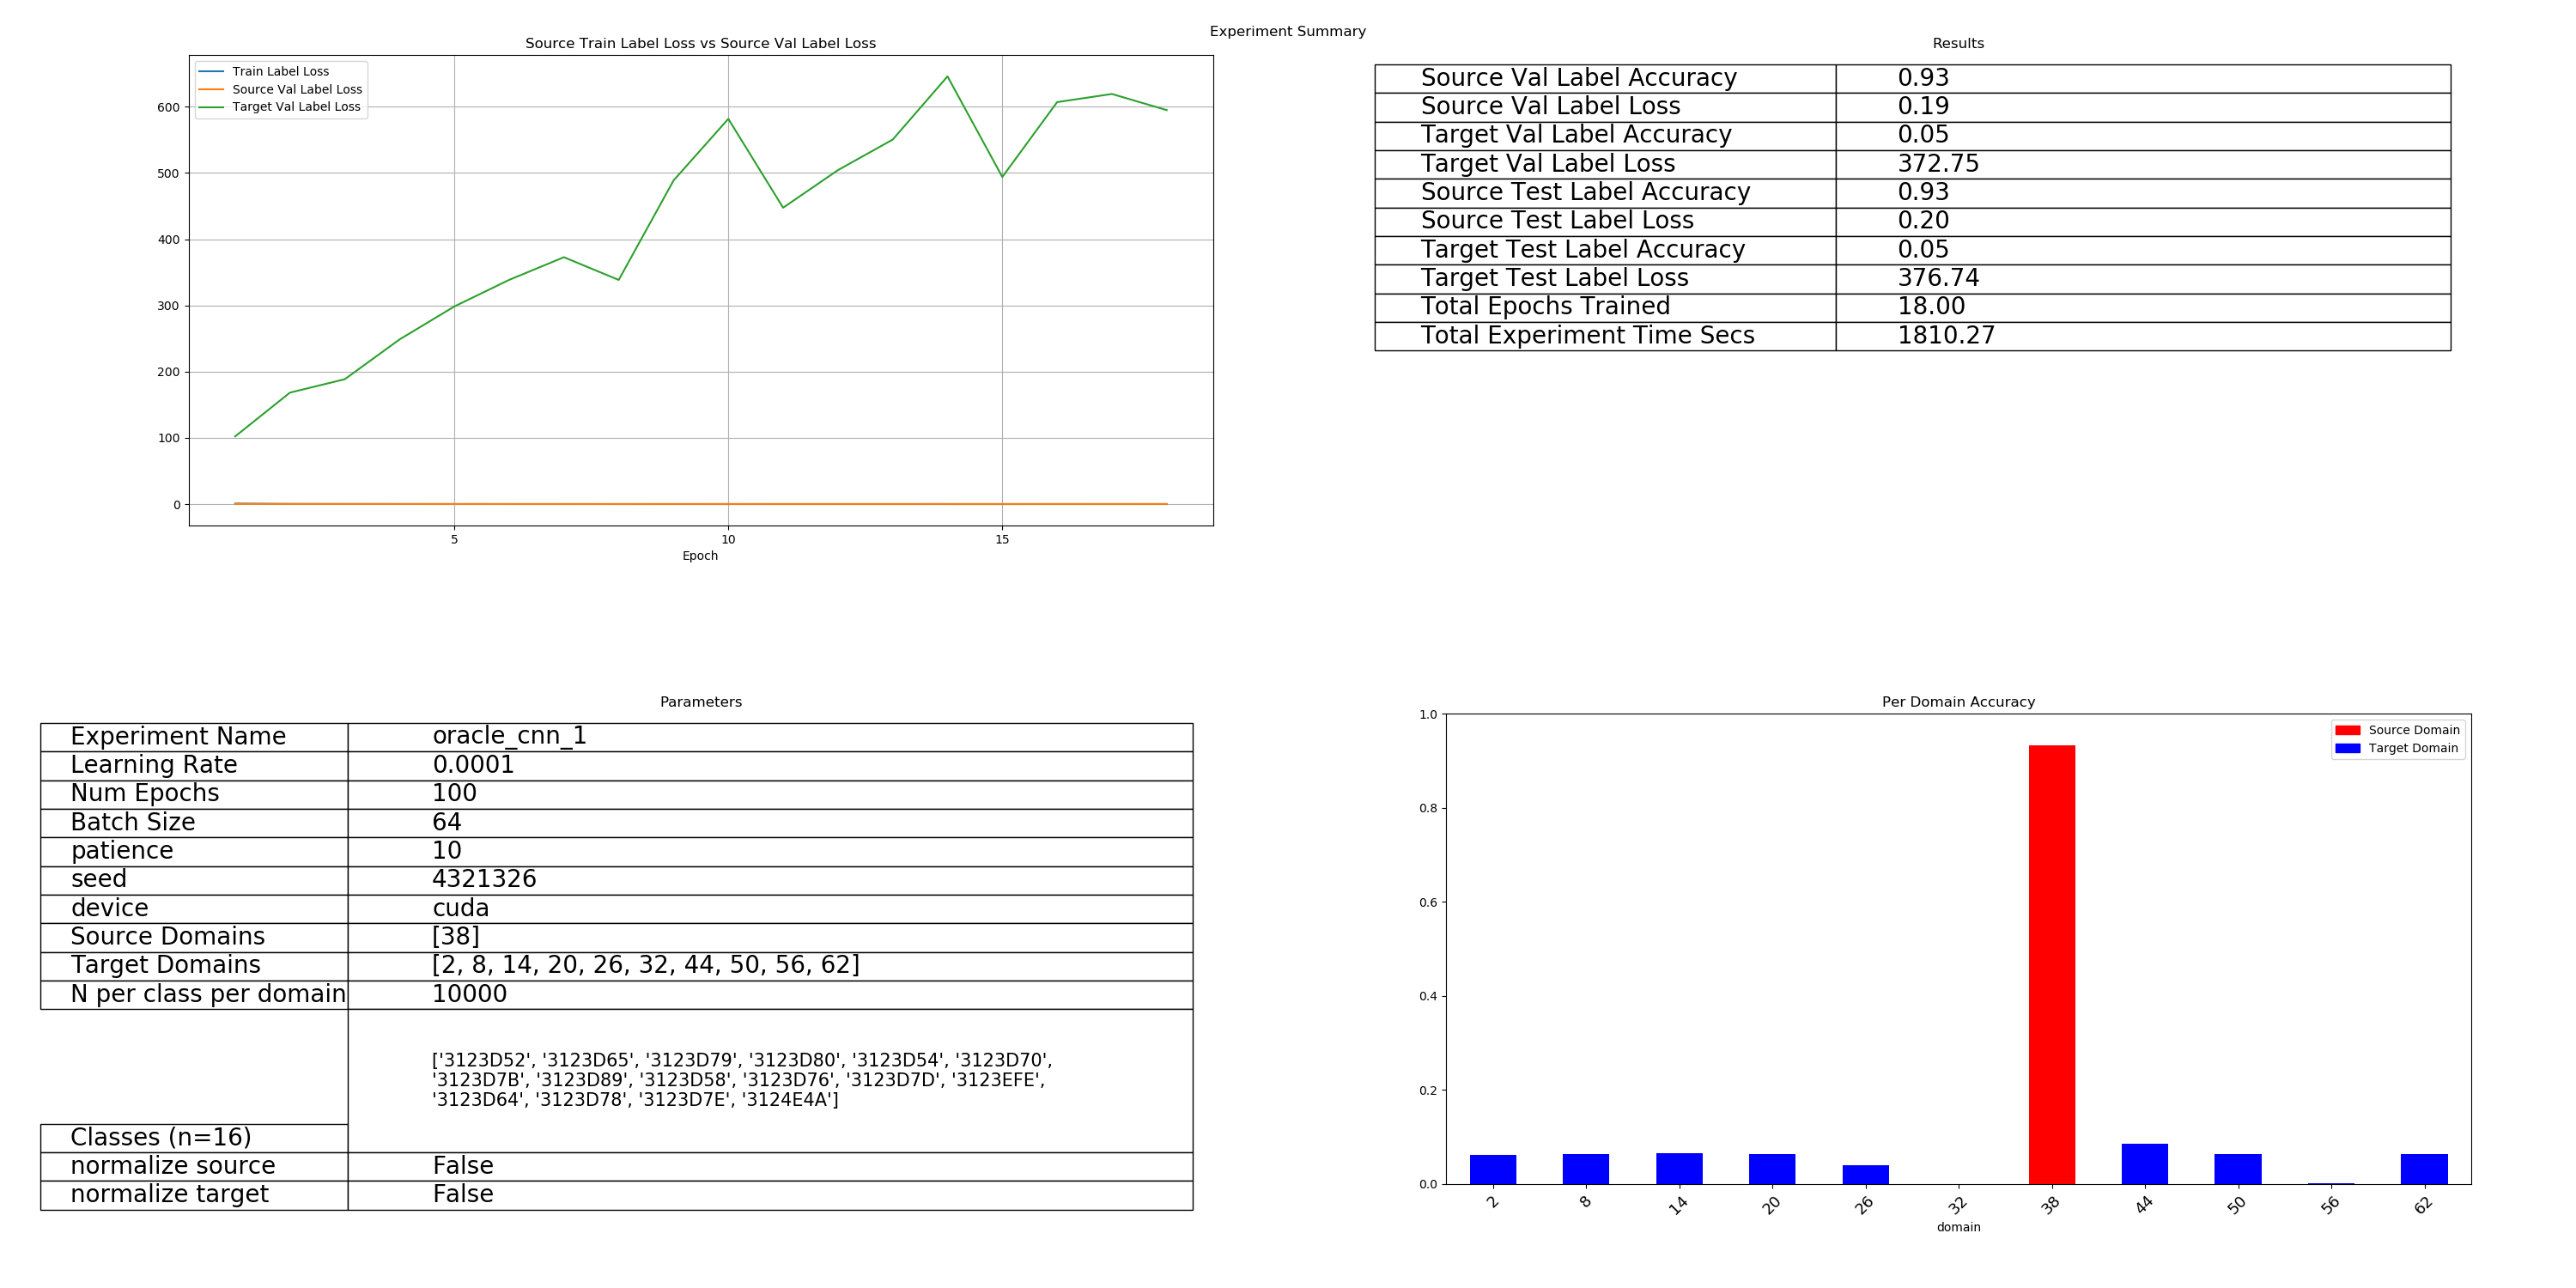 Experiment Summary
Source Train Label Loss vs Source Val Label Loss
Train Label Loss
Source Val Label Loss
Target Val Label Loss
600
500
400
300
200
100
0
5 10 15
Epoch
Results
Source Val Label Accuracy 0.93
Source Val Label Loss 0.19
Target Val Label Accuracy 0.05
Target Val Label Loss 372.75
Source Test Label Accuracy 0.93
Source Test Label Loss 0.20
Target Test Label Accuracy 0.05
Target Test Label Loss 376.74
Total Epochs Trained 18.00
Total Experiment Time Secs 1810.27
Parameters
Experiment Name oracle_cnn_1
Learning Rate 0.0001
Num Epochs 100
Batch Size 64
patience 10
seed 4321326
device cuda
Source Domains [38]
Target Domains [2, 8, 14, 20, 26, 32, 44, 50, 56, 62]
N per class per domain 10000
['3123D52', '3123D65', '3123D79', '3123D80', '3123D54', '3123D70',
'3123D7B', '3123D89', '3123D58', '3123D76', '3123D7D', '3123EFE',
'3123D64', '3123D78', '3123D7E', '3124E4A']
Classes (n=16)
normalize source False
normalize target False
Per Domain Accuracy
Source Domain
Target Domain
1.0
0.8
0.6
0.4
0.2
0.0
2 8 14 20 26 32 38 44 50 56 62
domain